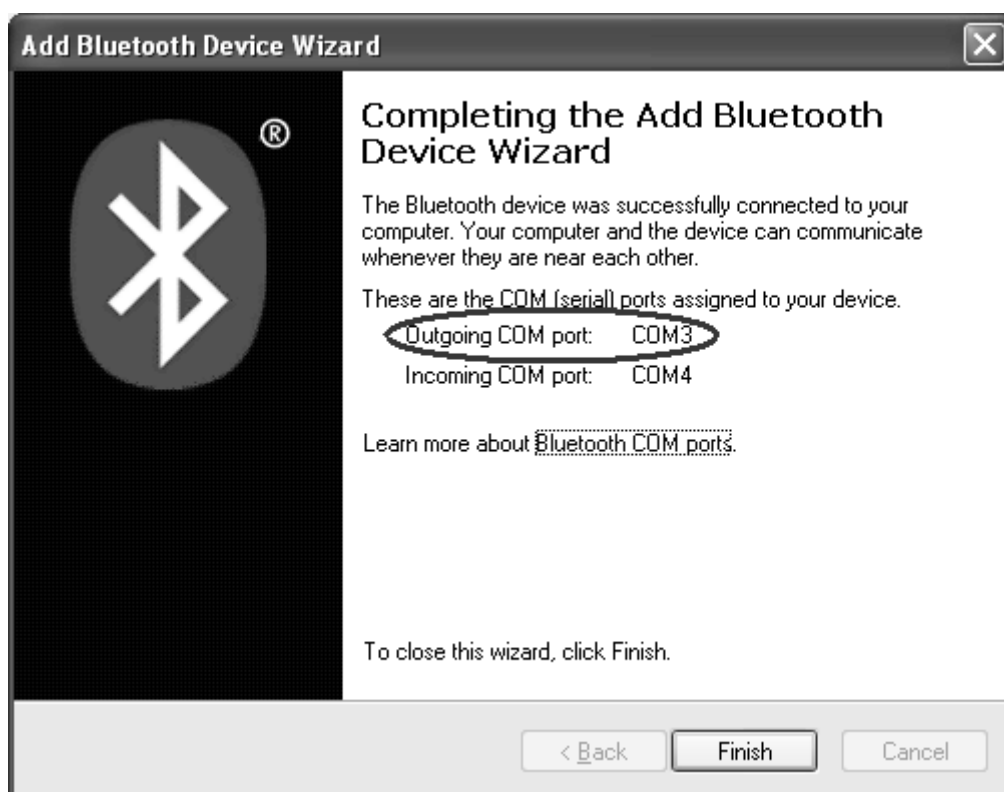 Add Bluetooth Device Wizard
®
Completing the Add Bluetooth
Device Wizard
The Bluetooth device was successfully connected to your
computer. Your computer and the device can communicate
whenever they are near each other.
These are the COM (serial) ports assigned to your device.
Outgoing COM port: COM3
Incoming COM port: COM4
Learn more about Bluetooth COM ports.
To close this wizard, click Finish.
< Back Finish Cancel